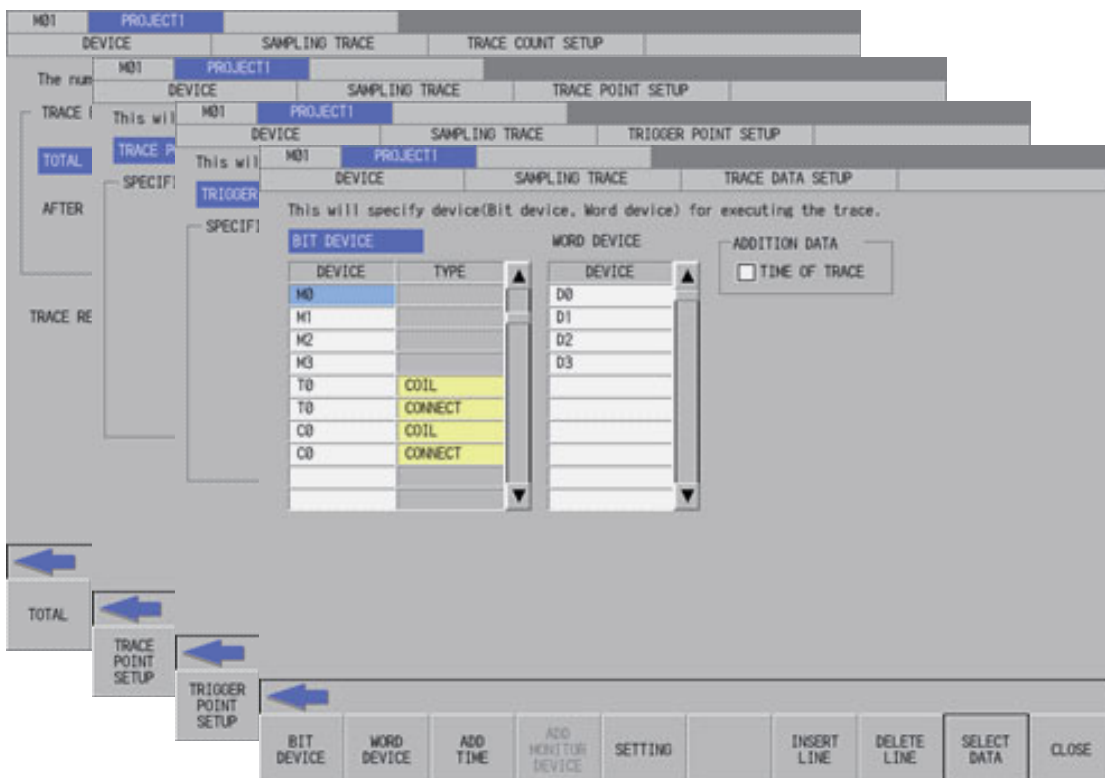 M01 PROJECT1
DEVICE SAMPLING TRACE TRACE COUNT SETUP
The num
TRACE
TOTAL
AFTER
TRACE RE
TOTAL
M01 PROJECT1
DEVICE SAMPLING TRACE TRACE POINT SETUP
This wil
TRACE P
SPECIFI
TRACE
POINT
SETUP
M01 PROJECT1
DEVICE SAMPLING TRACE TRIGGER POINT SETUP
This wil
TRIGGER
SPECIFI
TRIGGER
POINT
SETUP
M01 PROJECT1
DEVICE SAMPLING TRACE TRACE DATA SETUP
This will specify device(Bit device, Word device) for executing the trace.
BIT DEVICE WORD DEVICE ADDITION DATA
DEVICE TYPE DEVICE TIME OF TRACE
M0 D0
M1 D1
M2 D2
M3 D3
T0 COIL
T0 CONNECT
C0 COIL
C0 CONNECT
BIT DEVICE
WORD DEVICE
ADD TIME
ADD MONITOR DEVICE
SETTING
INSERT LINE
DELETE LINE
SELECT DATA
CLOSE